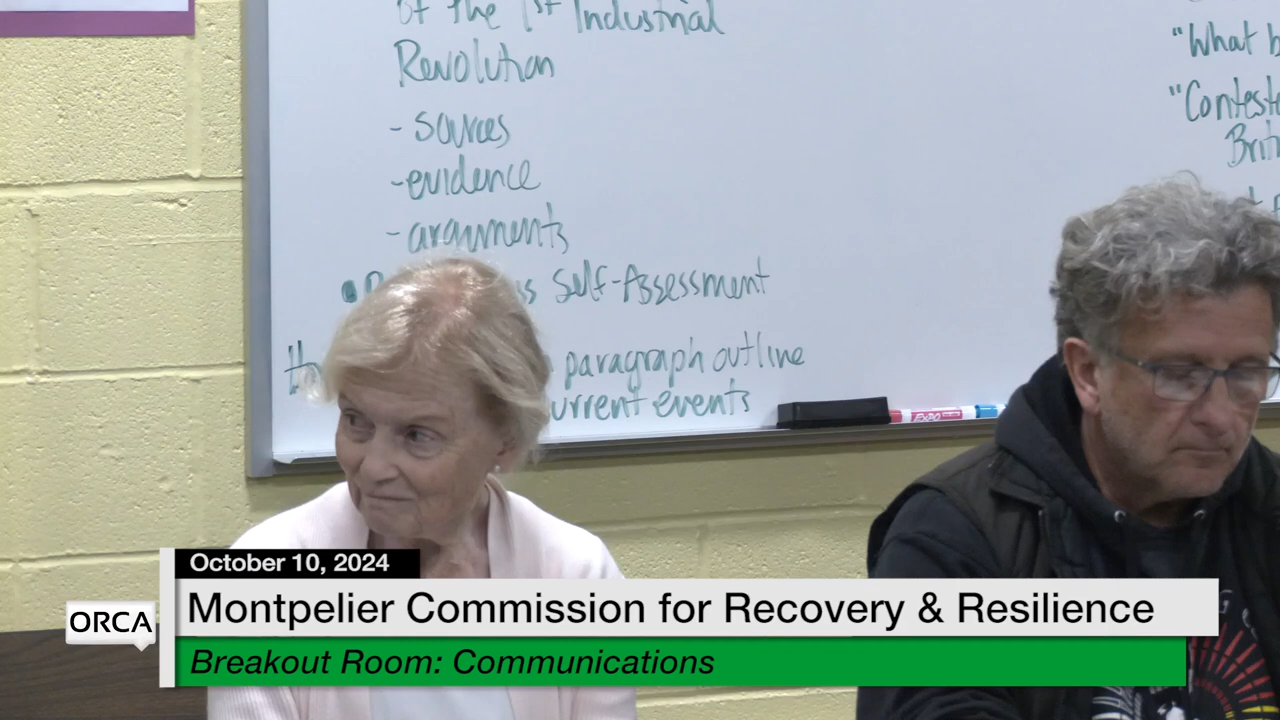 of the 1st Industrial
Revolution
- sources
- evidence
- arguments
Self-Assessment
paragraph outline
current events
"What
"Contest
Brit
EXPO
October 10, 2024
ORCA
Montpelier Commission for Recovery & Resilience
Breakout Room: Communications